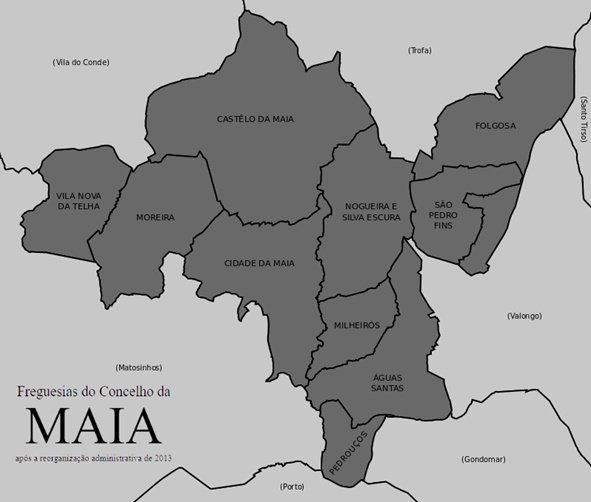 (Trofa)
(Vila do Conde)
(Santo Tirso)
CASTÊLO DA MAIA
FOLGOSA
VILA NOVA
DA TELHA
MOREIRA
NOGUEIRA E
SILVA ESCURA
SÃO
PEDRO
FINS
CIDADE DA MAIA
(Valongo)
MILHEIRÓS
(Matosinhos)
ÁGUAS
SANTAS
PEDROUÇOS
(Gondomar)
(Porto)
Freguesias do Concelho da
MAIA
após a reorganização administrativa de 2013